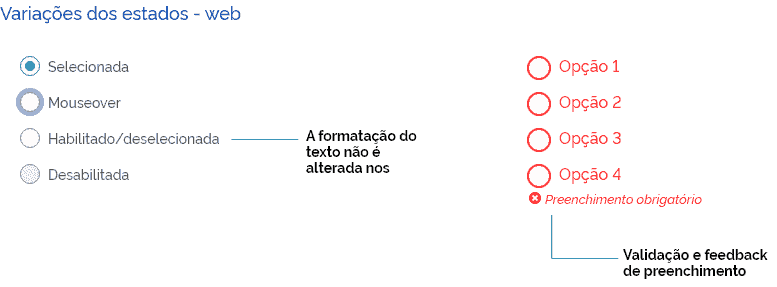 Variações dos estados - web
Selecionada
Mouseover
Habilitado/deselecionada
Desabilitada
A formatação do
texto não é
alterada nos
Opção 1
Opção 2
Opção 3
Opção 4
Preenchimento obrigatório
Validação e feedback
de preenchimento